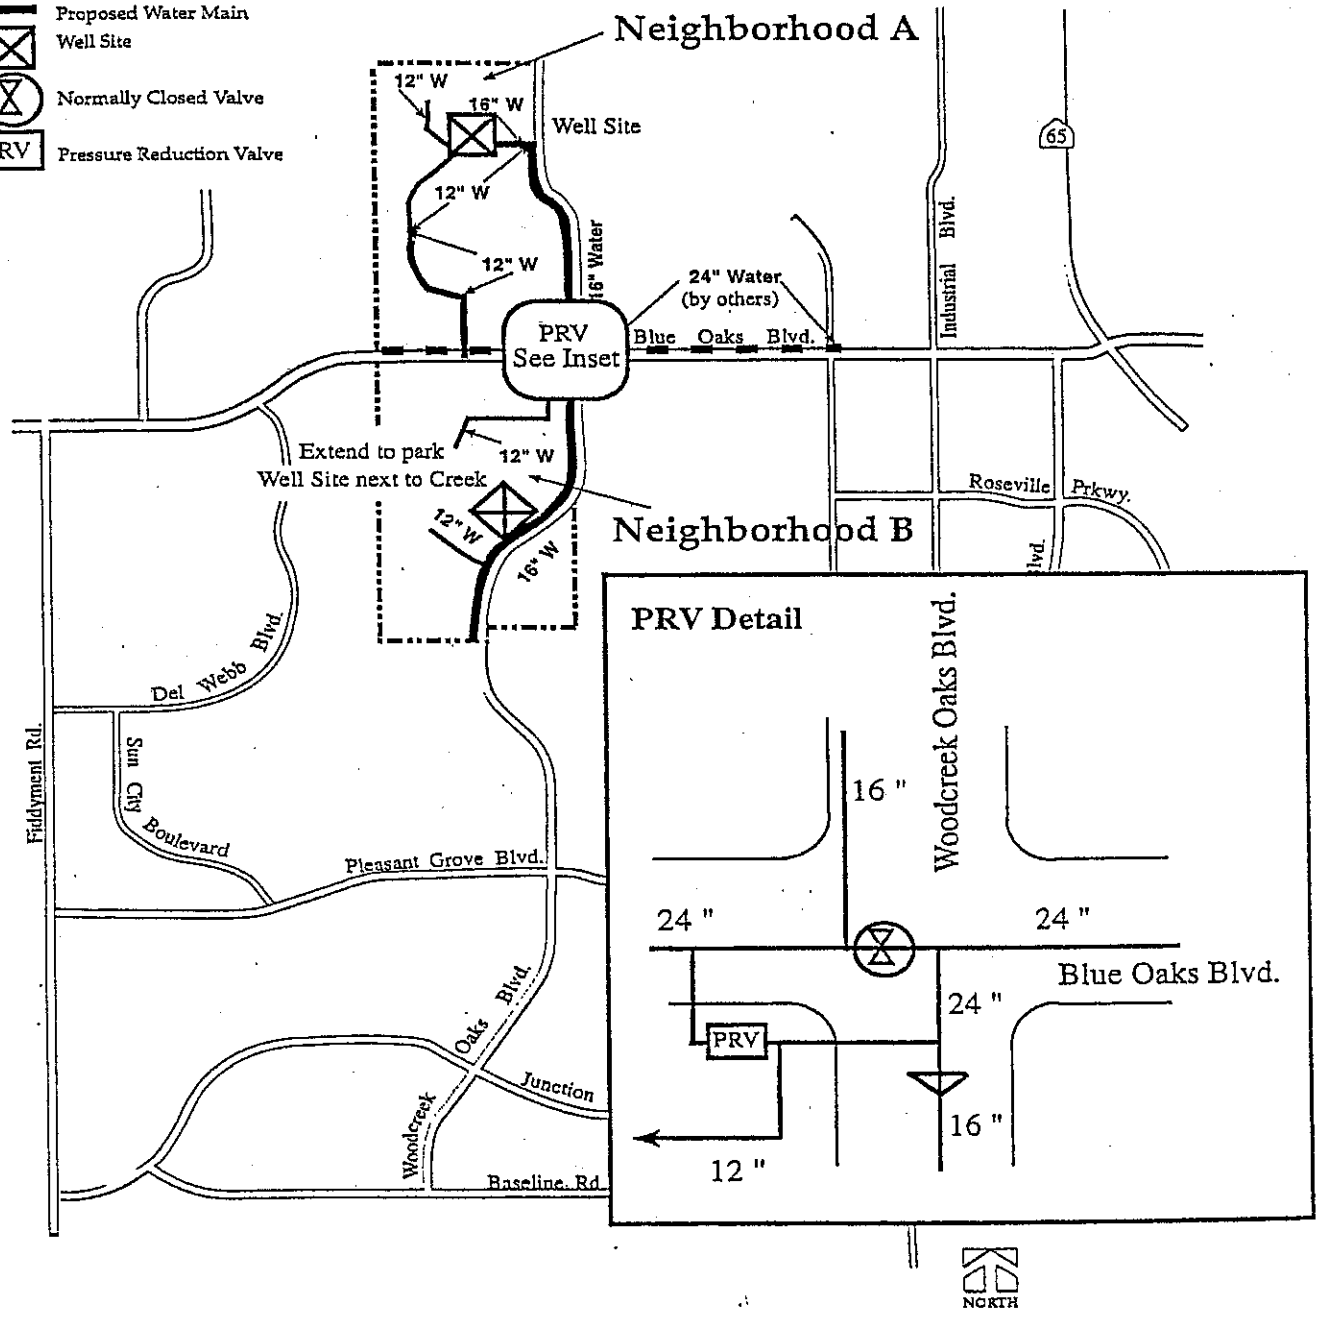 Proposed Water Main
Well Site
Normally Closed Valve
RV
Pressure Reduction Valve
Neighborhood A
12" W
16" W
Well Site
12" W
12" W
16" Water
24" Water
(by others)
65
Industrial Blvd.
PRV
See Inset
Blue Oaks Blvd.
Extend to park
12" W
Well Site next to Creek
12" W
16" W
Neighborhood B
Roseville Prkwy.
lvd.
Del Webb Blvd.
Fiddyment Rd.
Sun City Boulevard
Pleasant Grove Blvd.
Woodcreek Oaks Blvd.
Junction
Baseline Rd
PRV Detail
Woodcreek Oaks Blvd.
16 "
24 "
24 "
Blue Oaks Blvd.
24 "
PRV
16 "
12 "
NORTH